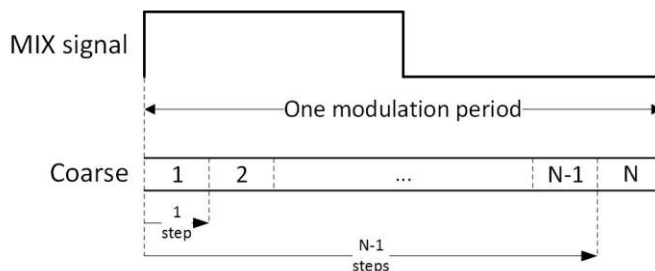 MIX signal
One modulation period
Coarse 1 2 ... N-1 N
1
step
N-1
steps